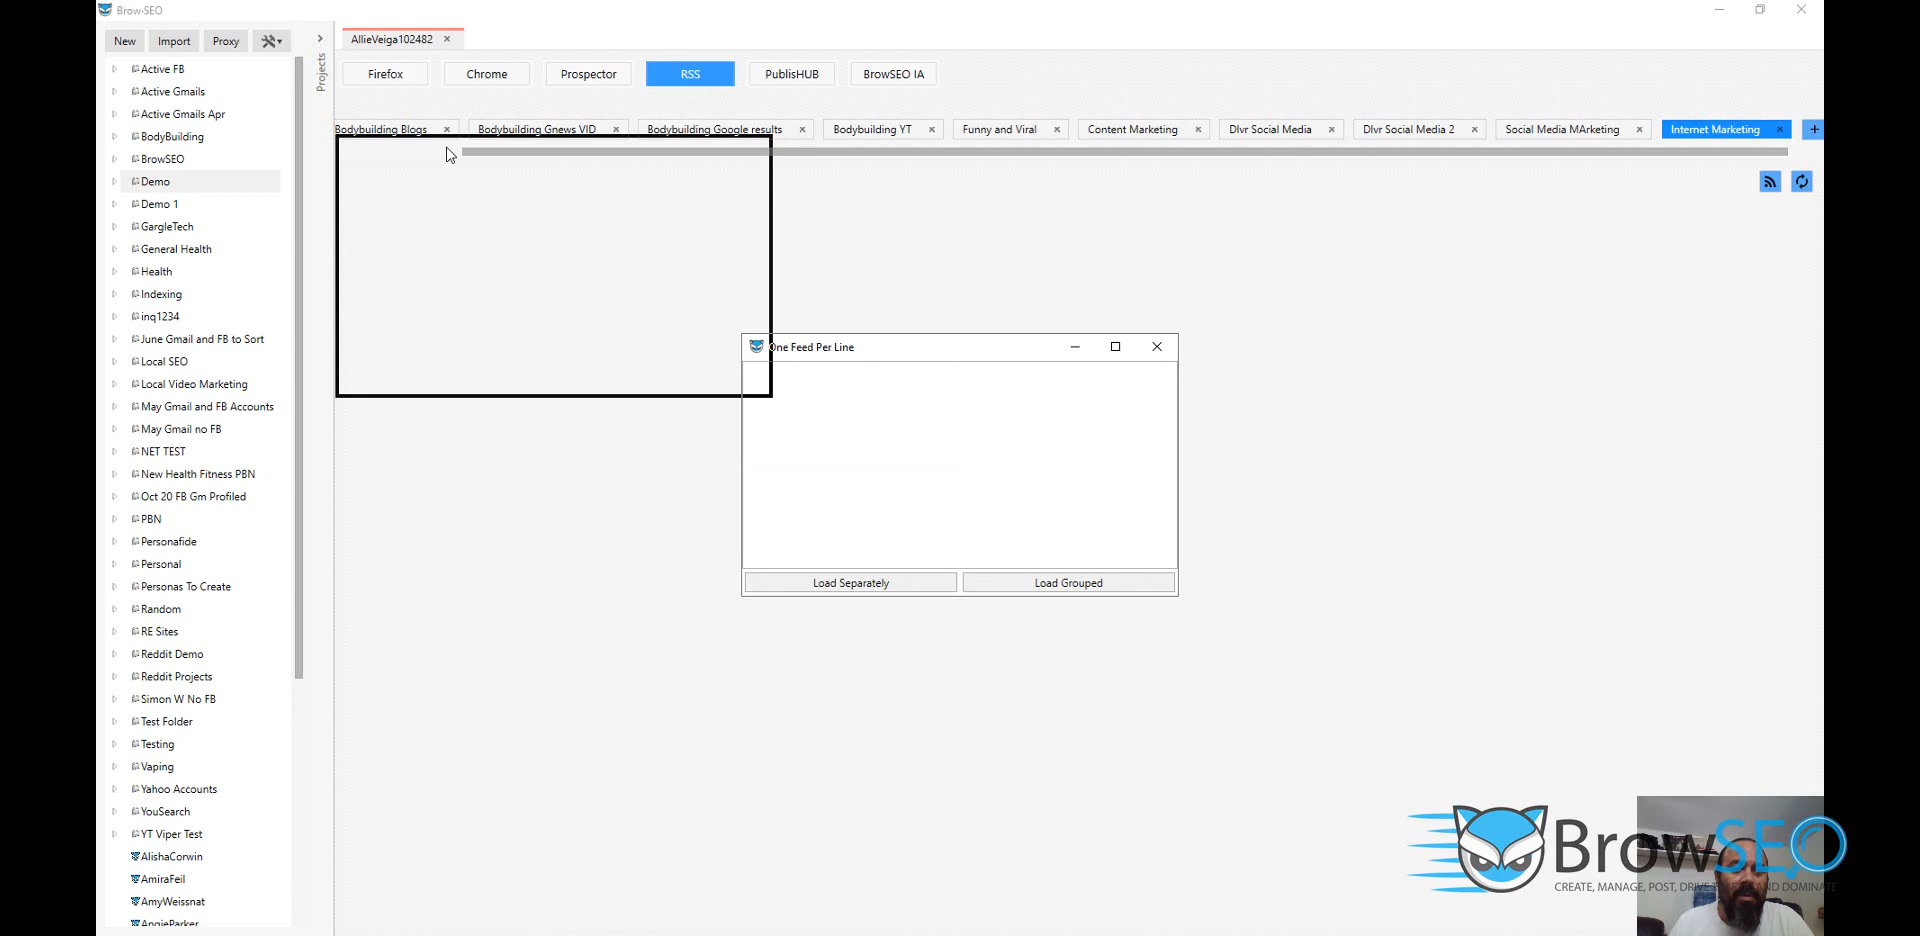 Brow-SEO
New
Import
Proxy
Projects
Active FB
Active Gmails
Active Gmails Apr
BodyBuilding
BrowSEO
Demo
Demo 1
GargleTech
General Health
Health
Indexing
inq1234
June Gmail and FB to Sort
Local SEO
Local Video Marketing
May Gmail and FB Accounts
May Gmail no FB
NET TEST
New Health Fitness PBN
Oct 20 FB Gm Profiled
PBN
Personafide
Personal
Personas To Create
Random
RE Sites
Reddit Demo
Reddit Projects
Simon W No FB
Test Folder
Testing
Vaping
Yahoo Accounts
YouSearch
YT Viper Test
AlishaCorwin
AmiraFeil
AmyWeissnat
AngieParker
AllieVeiga102482
Firefox
Chrome
Prospector
RSS
PublisHUB
BrowSEO IA
Bodybuilding Blogs
Bodybuilding Gnews VID
Bodybuilding Google results
Bodybuilding YT
Funny and Viral
Content Marketing
Dlvr Social Media
Dlvr Social Media 2
Social Media MArketing
Internet Marketing
One Feed Per Line
Load Separately
Load Grouped
BrowSEO
CREATE, MANAGE, POST, DRIVE AND DOMINATE